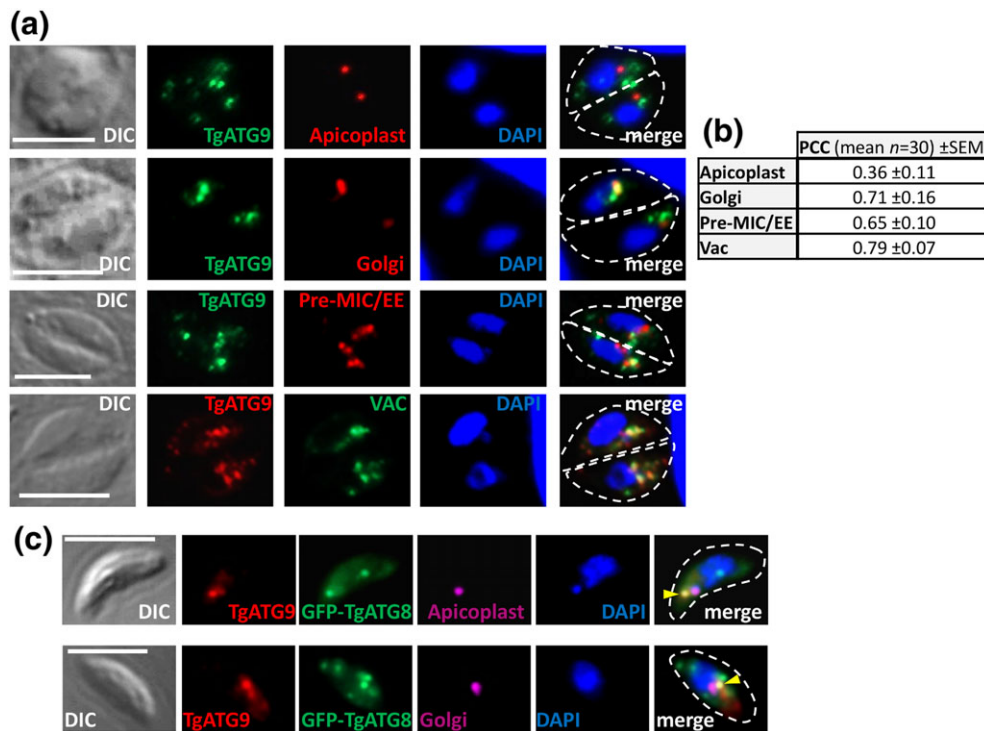 (a)
DIC TgATG9 Apicoplast DAPI merge
DIC TgATG9 Golgi DAPI merge
DIC TgATG9 Pre-MIC/EE DAPI merge
DIC TgATG9 VAC DAPI merge
(b)
PCC (mean n=30) ±SEM
Apicoplast 0.36 ±0.11
Golgi 0.71 ±0.16
Pre-MIC/EE 0.65 ±0.10
Vac 0.79 ±0.07
(c)
DIC TgATG9 GFP-TgATG8 Apicoplast DAPI merge
DIC TgATG9 GFP-TgATG8 Golgi DAPI merge